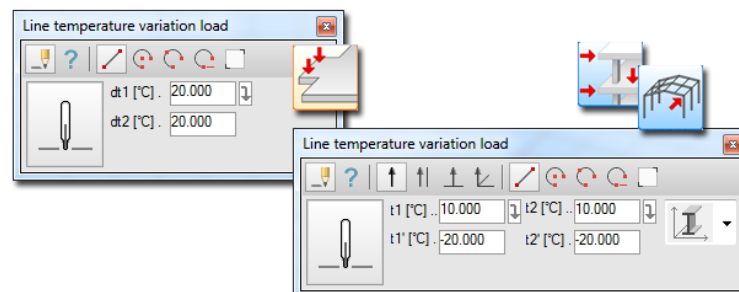 Line temperature variation load
?
dt1 [°C] . 20.000
dt2 [°C] . 20.000
Line temperature variation load
?
t1 [°C] .. 10.000 t2 [°C] .. 10.000
t1' [°C] . -20.000 t2' [°C] . -20.000